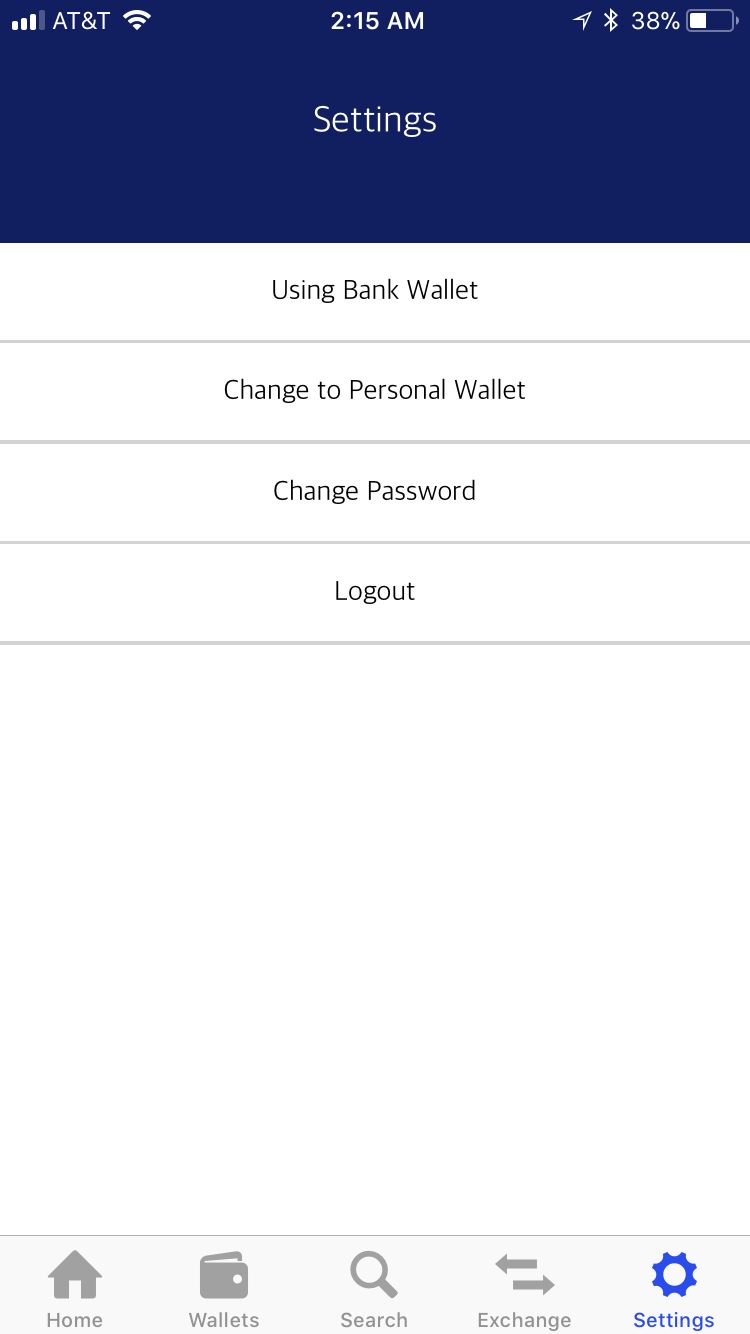 AT&T 2:15 AM 38%
Settings
Using Bank Wallet
Change to Personal Wallet
Change Password
Logout
Home Wallets Search Exchange Settings